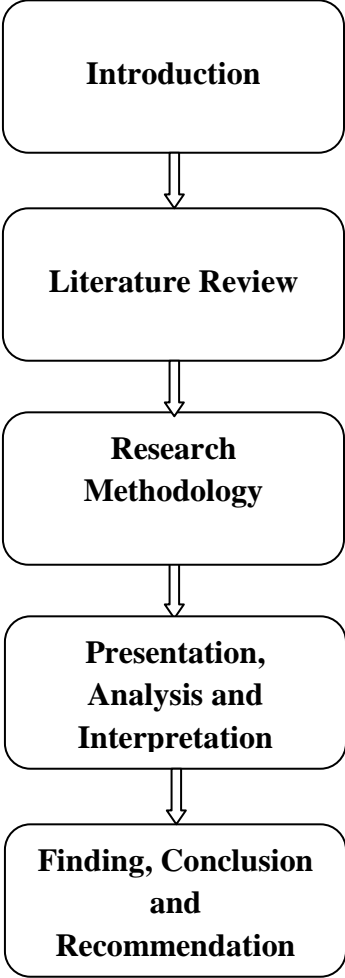 Introduction
Literature Review
Research
Methodology
Presentation,
Analysis and
Interpretation
Finding, Conclusion
and
Recommendation